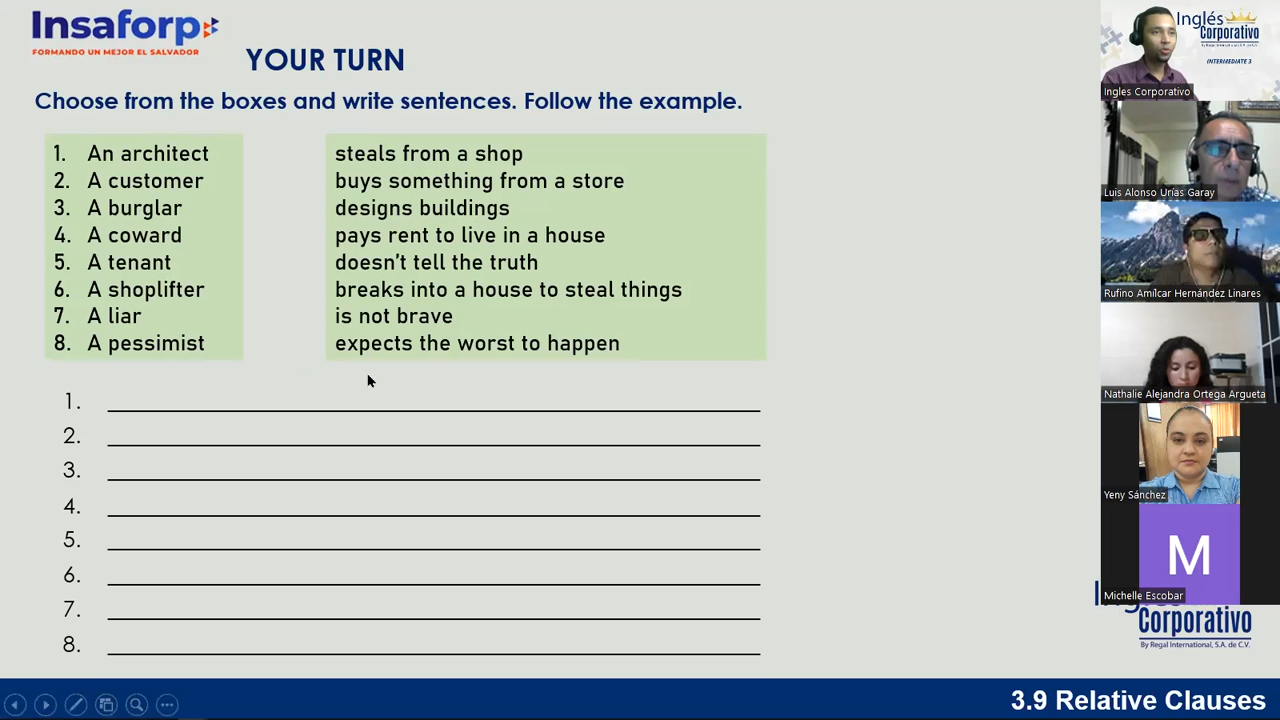 Insaforp
FORMANDO UN MEJOR EL SALVADOR
YOUR TURN
Choose from the boxes and write sentences. Follow the example.
1. An architect
2. A customer
3. A burglar
4. A coward
5. A tenant
6. A shoplifter
7. A liar
8. A pessimist
steals from a shop
buys something from a store
designs buildings
pays rent to live in a house
doesn't tell the truth
breaks into a house to steal things
is not brave
expects the worst to happen
1.
2.
3.
4.
5.
6.
7.
8.
Inglés
Corporativo
By Regal International, S.A. de C.V.
INTERMEDIATE 3
Ingles Corporativo
Luis Alonso Urías Garay
Rufino Amílcar Hernández Linares
Nathalie Alejandra Ortega Argueta
Yeny Sánchez
M
Michelle Escobar
Corporativo
By Regal International, S.A. de C.V.
3.9 Relative Clauses